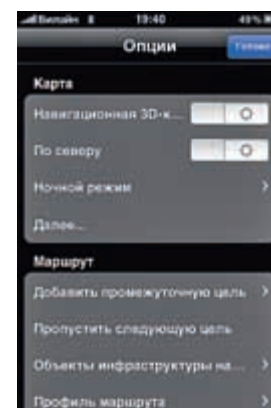 Билайн 19:40 49%
Опции Готово
Карта
Навигационная 3D-к...
По северу
Ночной режим
Далее...
Маршрут
Добавить промежуточную цель
Пропустить следующую цель
Объекты инфраструктуры на...
Профиль маршрута